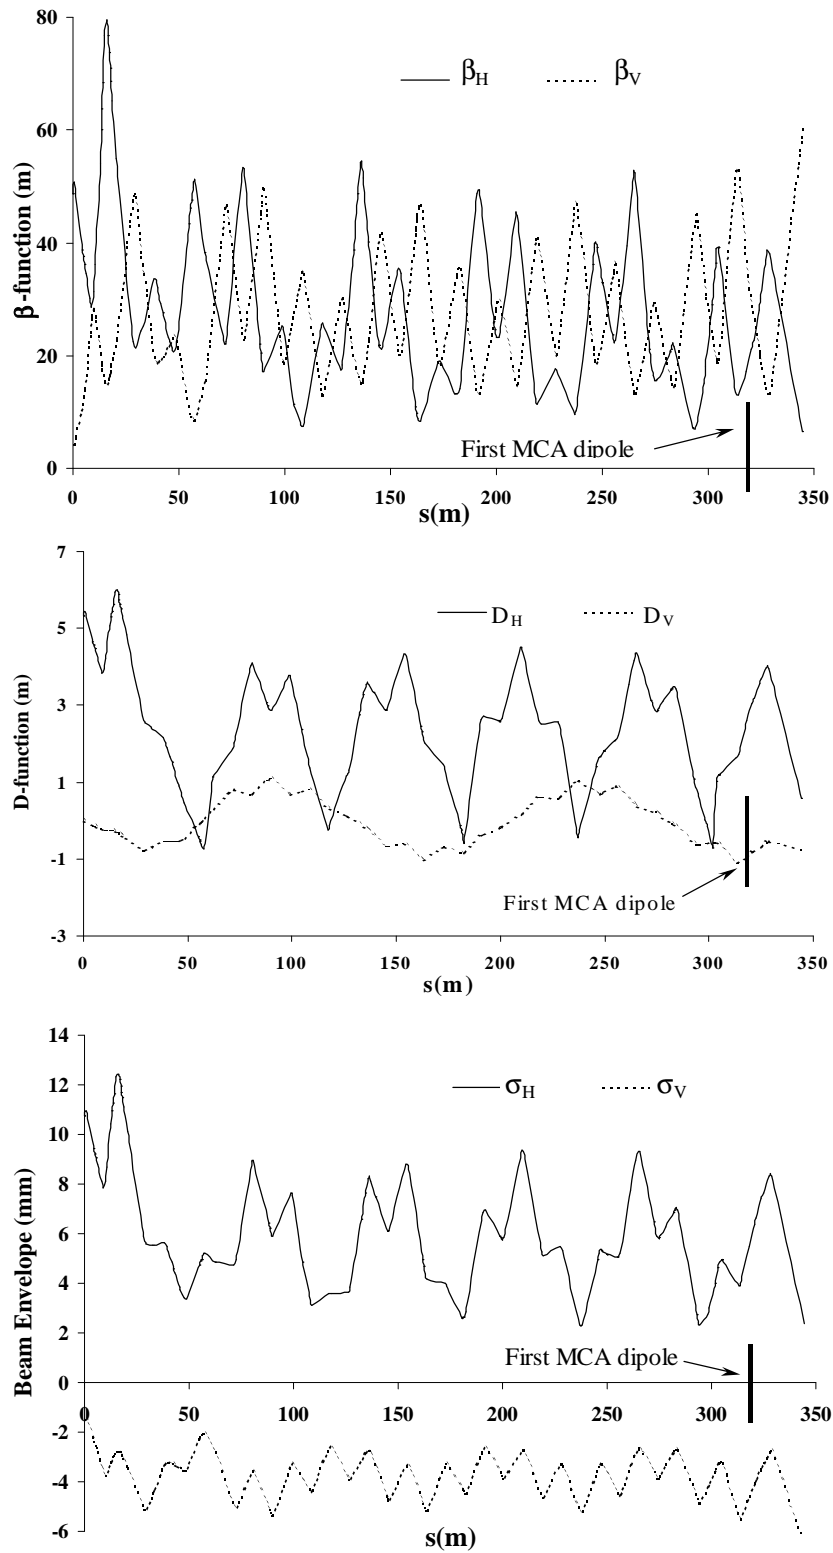 80
60
40
20
0
β-function (m)
βH
βV
First MCA dipole
0 50 100 150 200 250 300 350
s(m)
7
5
3
1
-1
-3
D-function (m)
DH
DV
First MCA dipole
0 50 100 150 200 250 300 350
s(m)
14
12
10
8
6
4
2
0
-2
-4
-6
Beam Envelope (mm)
σH
σV
First MCA dipole
0 50 100 150 200 250 300 350
s(m)